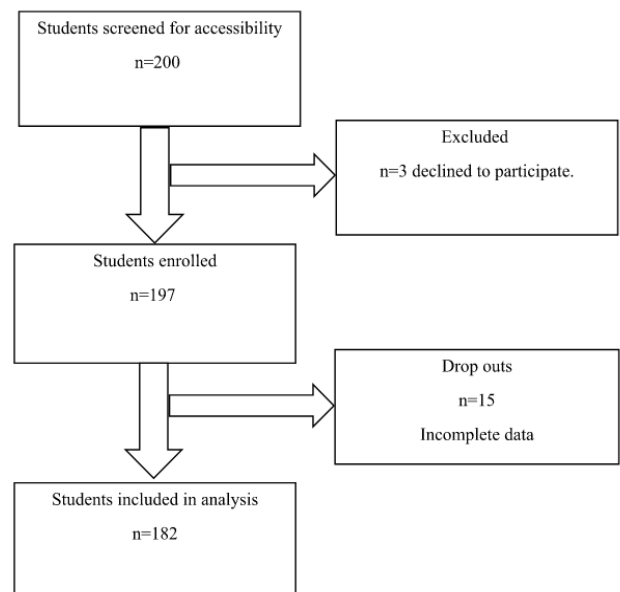 Students screened for accessibility
n=200
Excluded
n=3 declined to participate.
Students enrolled
n=197
Drop outs
n=15
Incomplete data
Students included in analysis
n=182